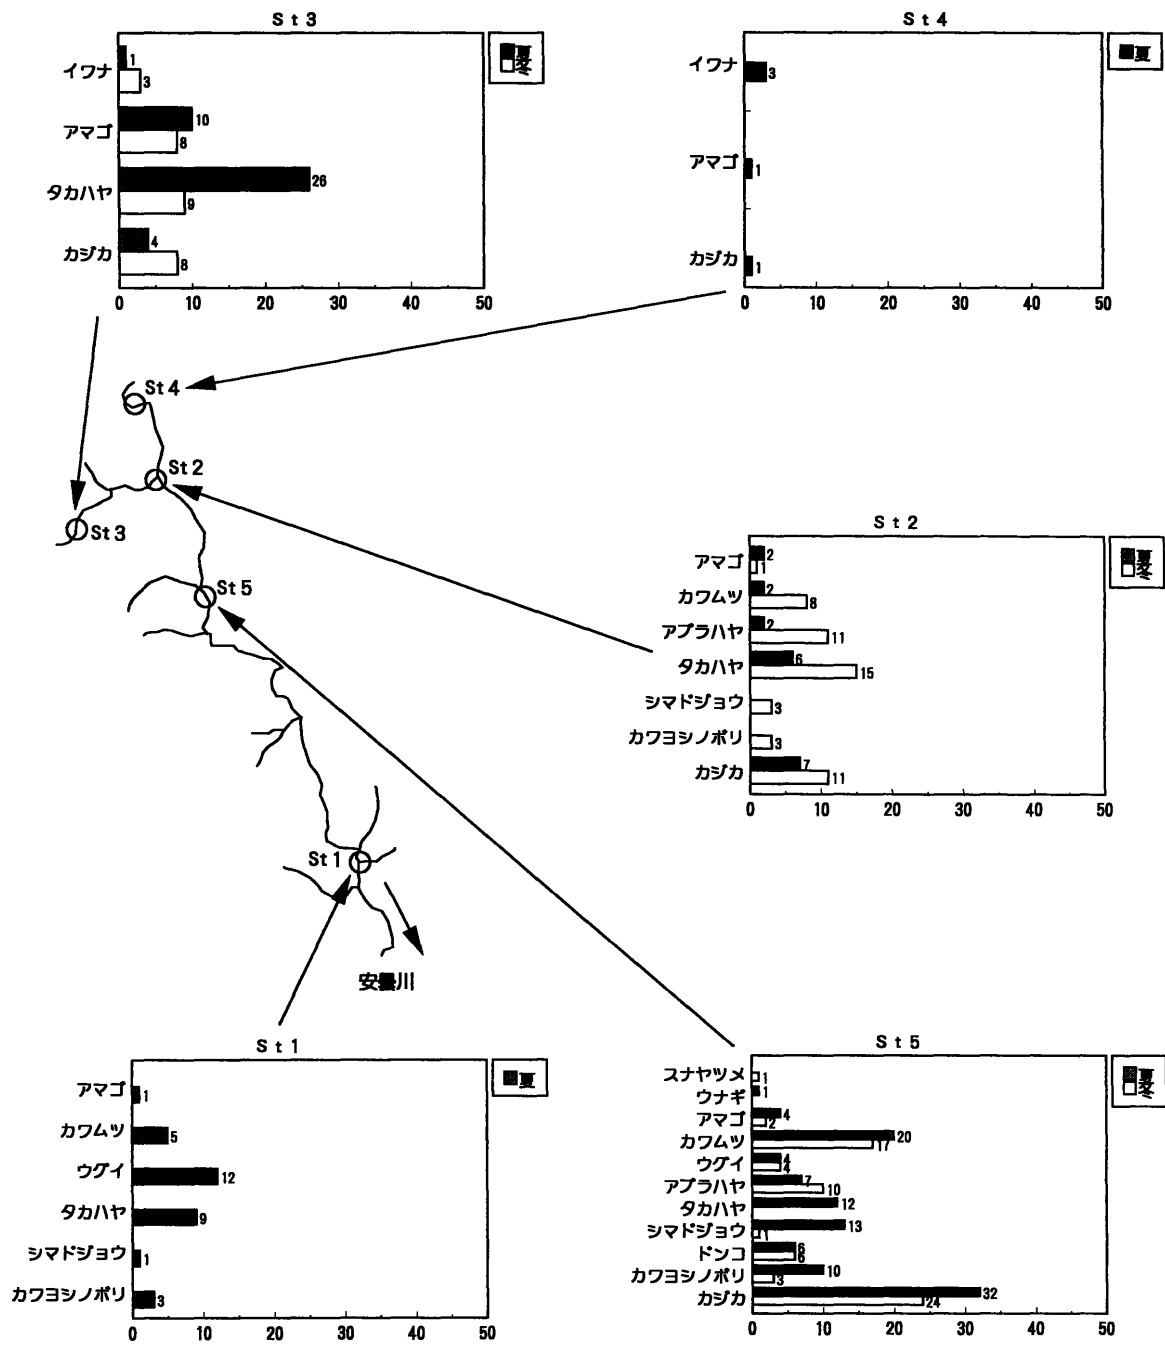 St3
夏
冬
イワナ
1
3
アマゴ
10
8
タカハヤ
26
9
カジカ
4
8
0 10 20 30 40 50
St4
夏
イワナ
3
アマゴ
1
カジカ
1
0 10 20 30 40 50
St4
St2
St3
St5
St1
安曇川
St2
夏
冬
アマゴ
2
1
カワムツ
2
8
アブラハヤ
2
11
タカハヤ
6
15
シマドジョウ
3
カワヨシノボリ
3
カジカ
7
11
0 10 20 30 40 50
St1
夏
アマゴ
1
カワムツ
5
ウグイ
12
タカハヤ
9
シマドジョウ
1
カワヨシノボリ
3
0 10 20 30 40 50
St5
夏
冬
スナヤツメ
1
ウナギ
1
アマゴ
4
2
カワムツ
20
17
ウグイ
4
4
アブラハヤ
7
10
タカハヤ
12
シマドジョウ
13
1
ドンコ
6
6
カワヨシノボリ
10
3
カジカ
32
24
0 10 20 30 40 50